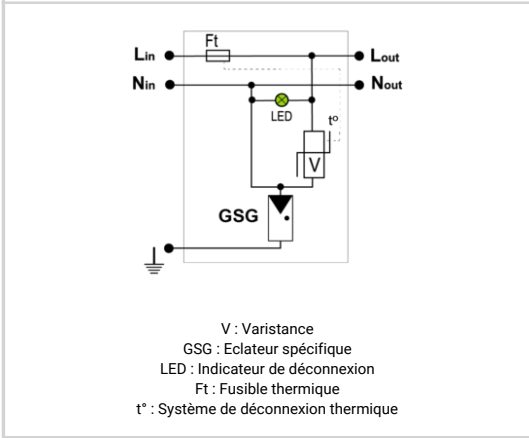 Ft
Lin Lout
Nin Nout
LED
t°
V
GSG
V : Varistance
GSG : Eclateur spécifique
LED : Indicateur de déconnexion
Ft : Fusible thermique
t° : Système de déconnexion thermique